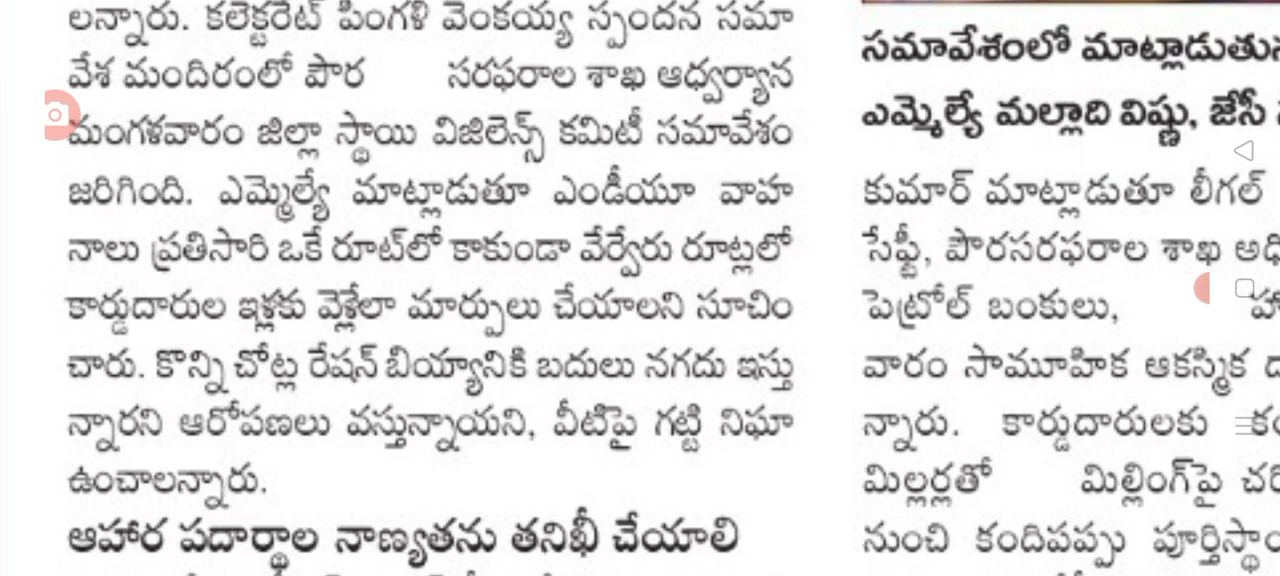 లన్నారు. కలెక్టరేట్ పింగళి వెంకయ్య స్పందన సమా
వేశ మందిరంలో పౌర సరఫరాల శాఖ ఆధ్వర్యాన
మంగళవారం జిల్లా స్థాయి విజిలెన్స్ కమిటీ సమావేశం
జరిగింది. ఎమ్మెల్యే మాట్లాడుతూ ఎండీయూ వాహ
నాలు ప్రతిసారి ఒకే రూట్‌లో కాకుండా వేర్వేరు రూట్లలో
కార్డుదారుల ఇళ్లకు వెళ్లేలా మార్పులు చేయాలని సూచిం
చారు. కొన్ని చోట్ల రేషన్ బియ్యానికి బదులు నగదు ఇస్తు
న్నారని ఆరోపణలు వస్తున్నాయని, వీటిపై గట్టి నిఘా
ఉంచాలన్నారు.
ఆహార పదార్థాల నాణ్యతను తనిఖీ చేయాలి
సమావేశంలో మాట్లాడుతు
ఎమ్మెల్యే మల్లాది విష్ణు, జేసీ
కుమార్ మాట్లాడుతూ లీగల్
సేఫ్టీ, పౌరసరఫరాల శాఖ అధి
పెట్రోల్ బంకులు, హా
వారం సామూహిక ఆకస్మిక ద
న్నారు. కార్డుదారులకు కం
మిల్లర్లతో మిల్లింగ్‌పై చర్
నుంచి కందిపప్పు పూర్తిస్థా